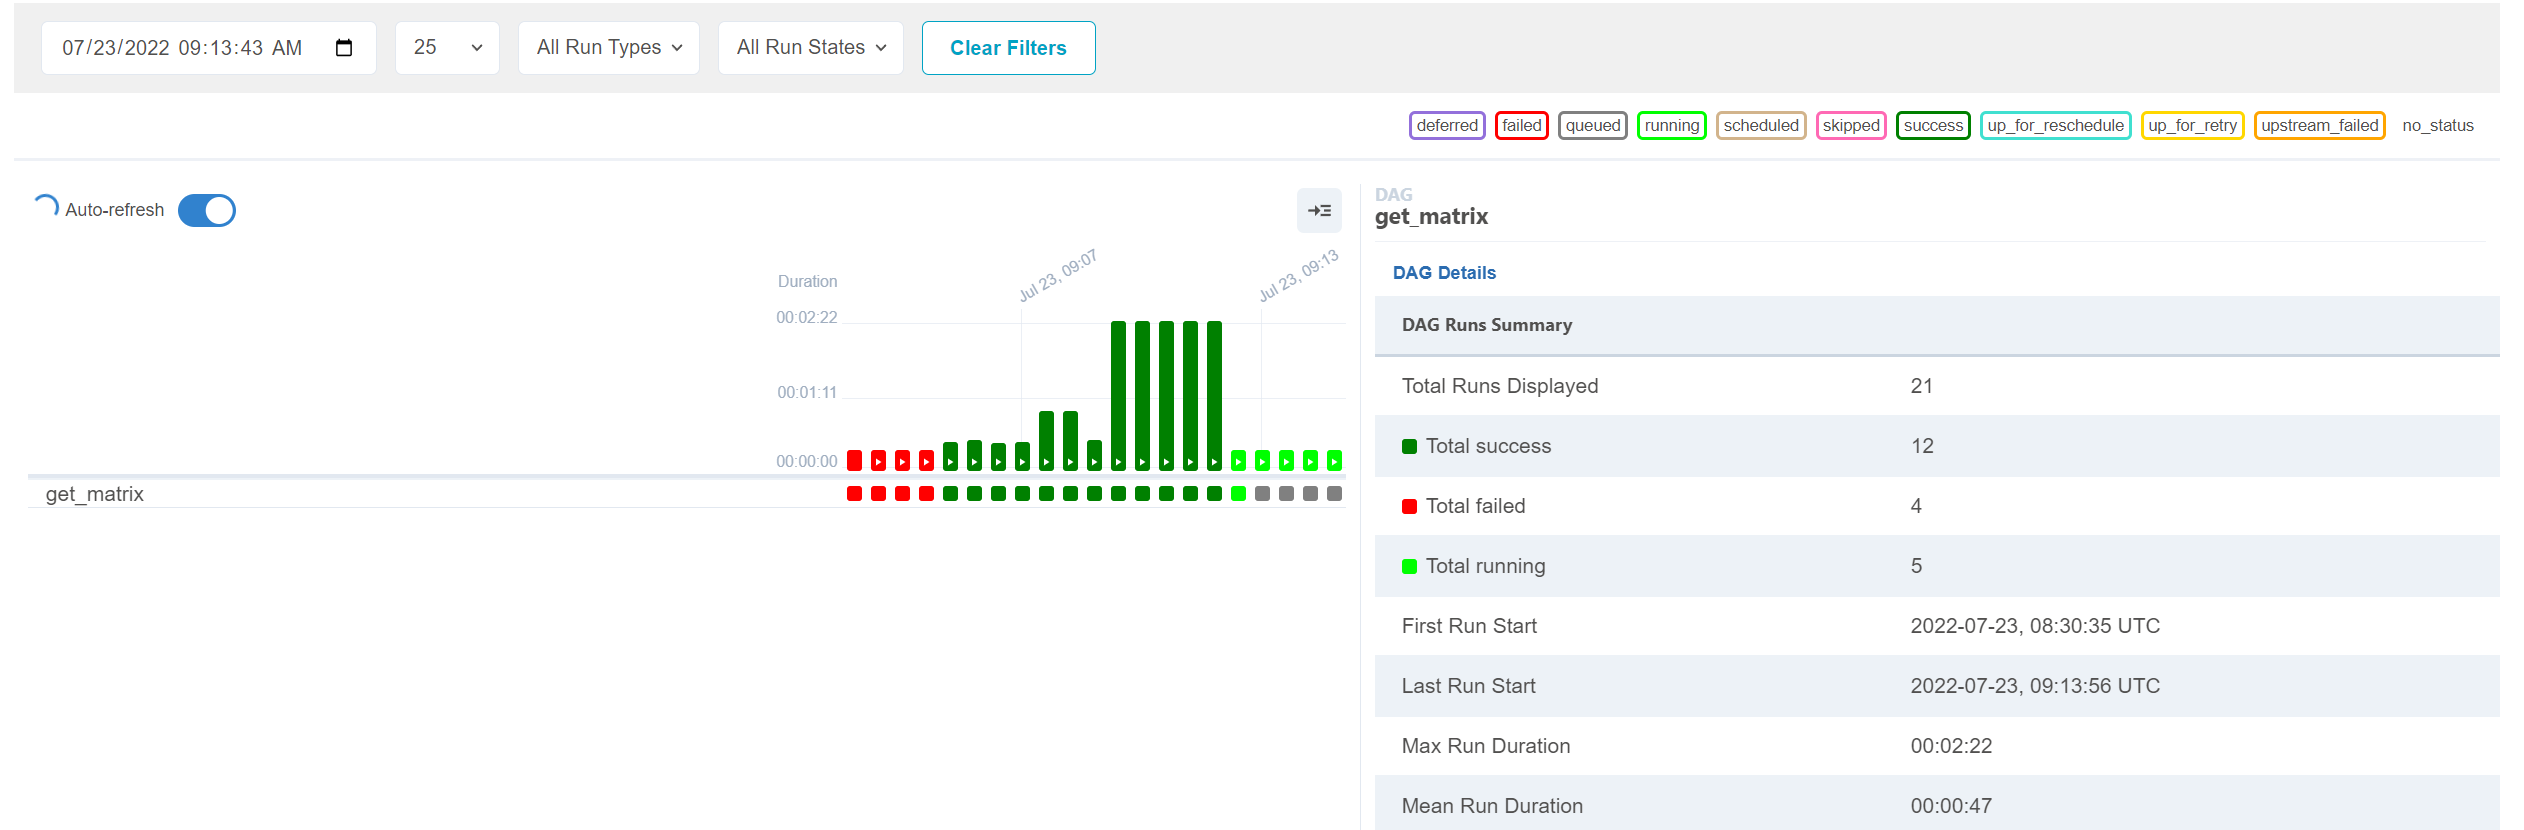 07/23/2022 09:13:43 AM 25 All Run Types All Run States Clear Filters
deferred failed queued running scheduled skipped success up_for_reschedule up_for_retry upstream_failed no_status
Auto-refresh
Duration
Jul 23, 09:07
Jul 23, 09:13
00:02:22
00:01:11
00:00:00
get_matrix
DAG
get_matrix
DAG Details
DAG Runs Summary
Total Runs Displayed 21
Total success 12
Total failed 4
Total running 5
First Run Start 2022-07-23, 08:30:35 UTC
Last Run Start 2022-07-23, 09:13:56 UTC
Max Run Duration 00:02:22
Mean Run Duration 00:00:47